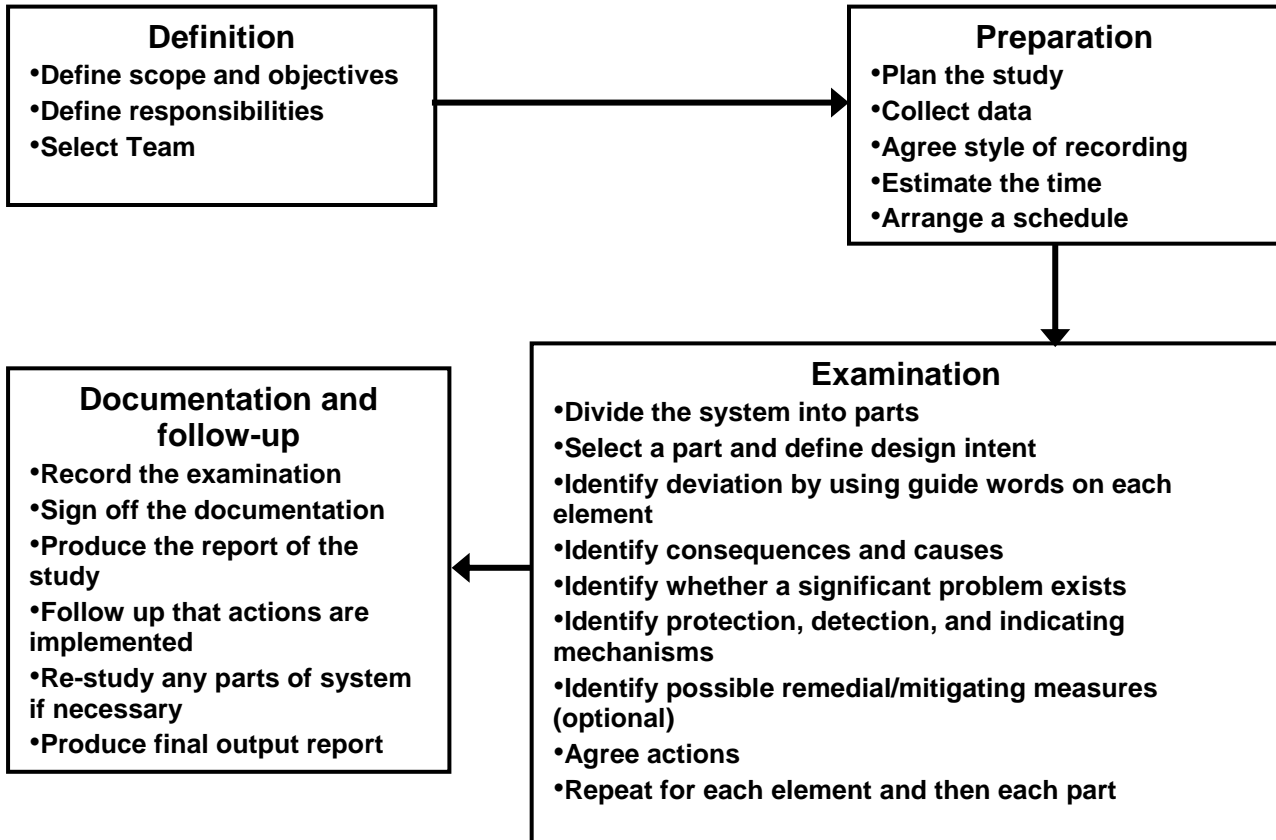 Definition
•Define scope and objectives
•Define responsibilities
•Select Team
Preparation
•Plan the study
•Collect data
•Agree style of recording
•Estimate the time
•Arrange a schedule
Examination
•Divide the system into parts
•Select a part and define design intent
•Identify deviation by using guide words on each
element
•Identify consequences and causes
•Identify whether a significant problem exists
•Identify protection, detection, and indicating
mechanisms
•Identify possible remedial/mitigating measures
(optional)
•Agree actions
•Repeat for each element and then each part
Documentation and
follow-up
•Record the examination
•Sign off the documentation
•Produce the report of the
study
•Follow up that actions are
implemented
•Re-study any parts of system
if necessary
•Produce final output report